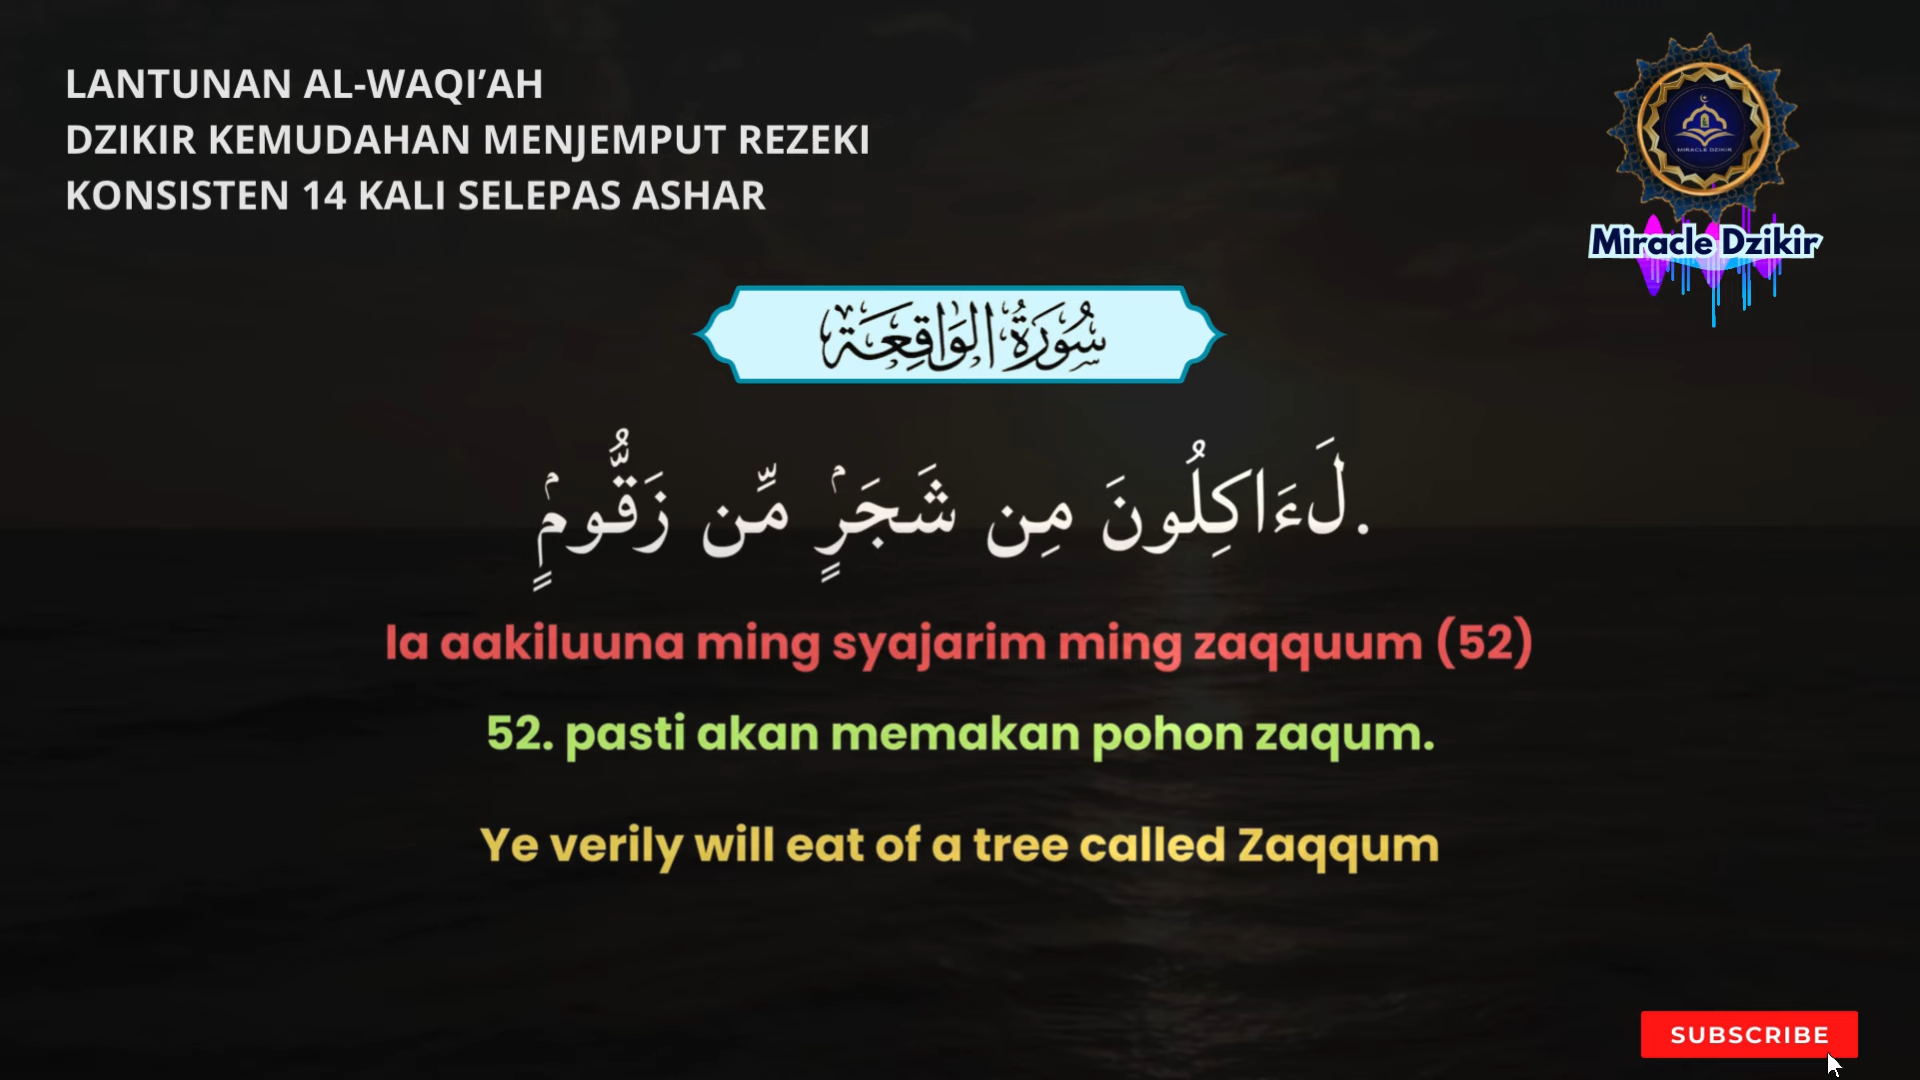 LANTUNAN AL-WAQI’AH
DZIKIR KEMUDAHAN MENJEMPUT REZEKI
KONSISTEN 14 KALI SELEPAS ASHAR
MIRACLE DZIKIR
Miracle Dzikir
سُورَةُ الوَاقِعَة
.لَءَاكِلُونَ مِن شَجَرٍۢ مِّن زَقُّومٍۢ
la aakiluuna ming syajarim ming zaqquum (52)
52. pasti akan memakan pohon zaqum.
Ye verily will eat of a tree called Zaqqum
SUBSCRIBE